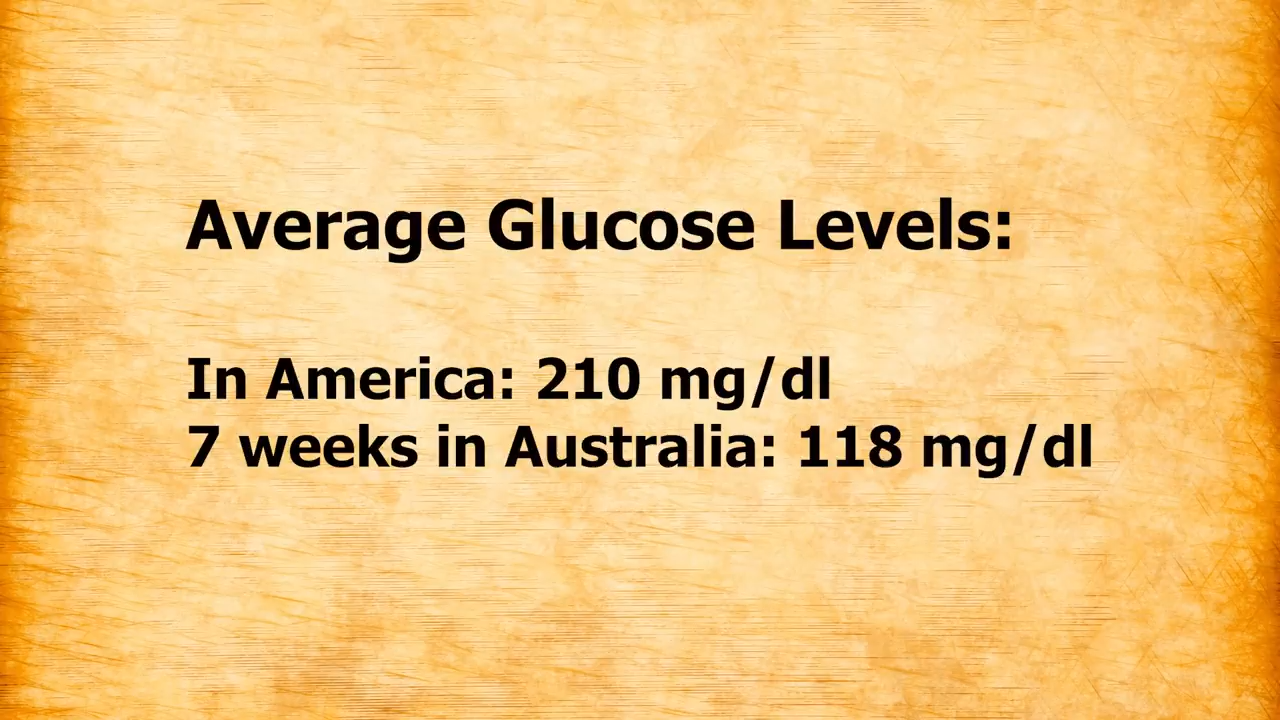 Average Glucose Levels:
In America: 210 mg/dl
7 weeks in Australia: 118 mg/dl